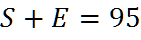 S + E = 95